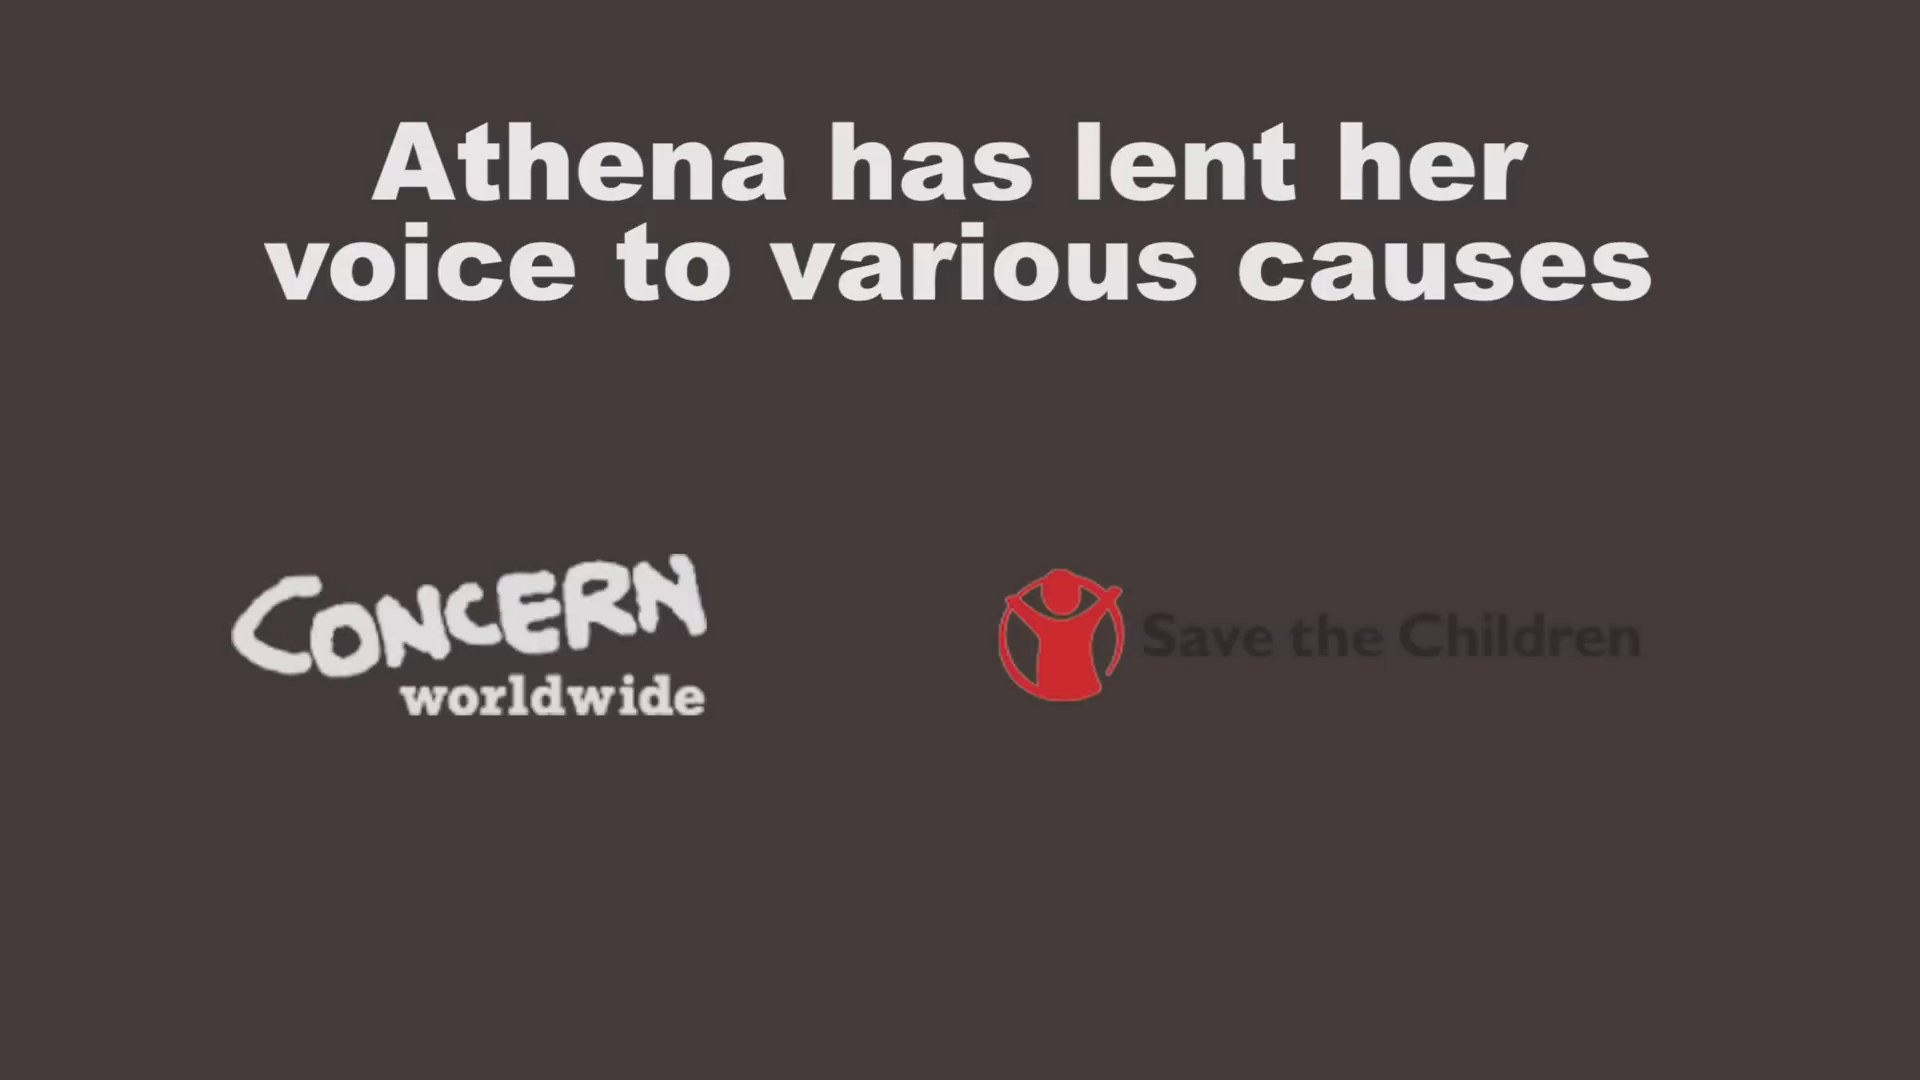 Athena has lent her
voice to various causes
CONCERN
worldwide
Save the Children